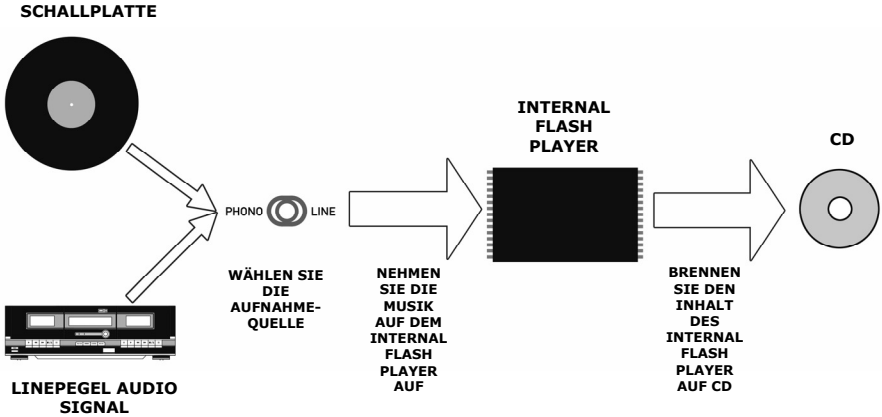 SCHALLPLATTE
LINEPEGEL AUDIO
SIGNAL
PHONO LINE
WÄHLEN SIE
DIE
AUFNAHME-
QUELLE
NEHMEN
SIE DIE
MUSIK
AUF DEM
INTERNAL
FLASH
PLAYER
AUF
INTERNAL
FLASH
PLAYER
BRENNEN
SIE DEN
INHALT
DES
INTERNAL
FLASH
PLAYER
AUF CD
CD